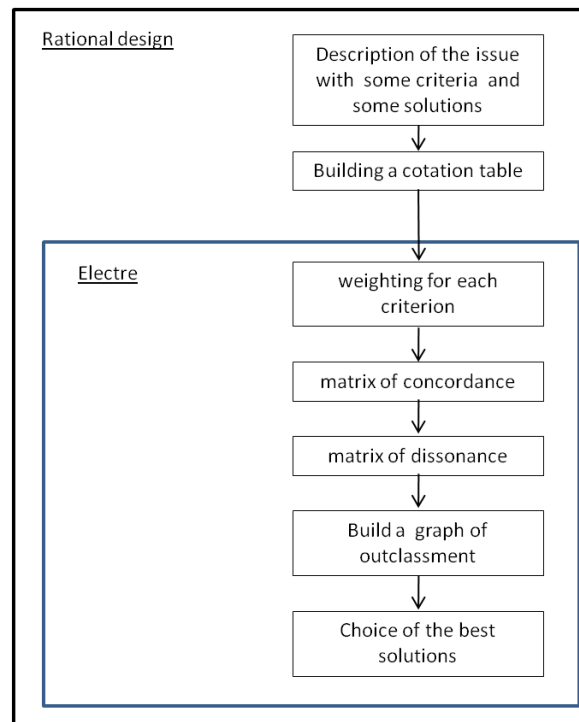 Rational design
Description of the issue
with some criteria and
some solutions
Building a cotation table
Electre
weighting for each
criterion
matrix of concordance
matrix of dissonance
Build a graph of
outclassment
Choice of the best
solutions